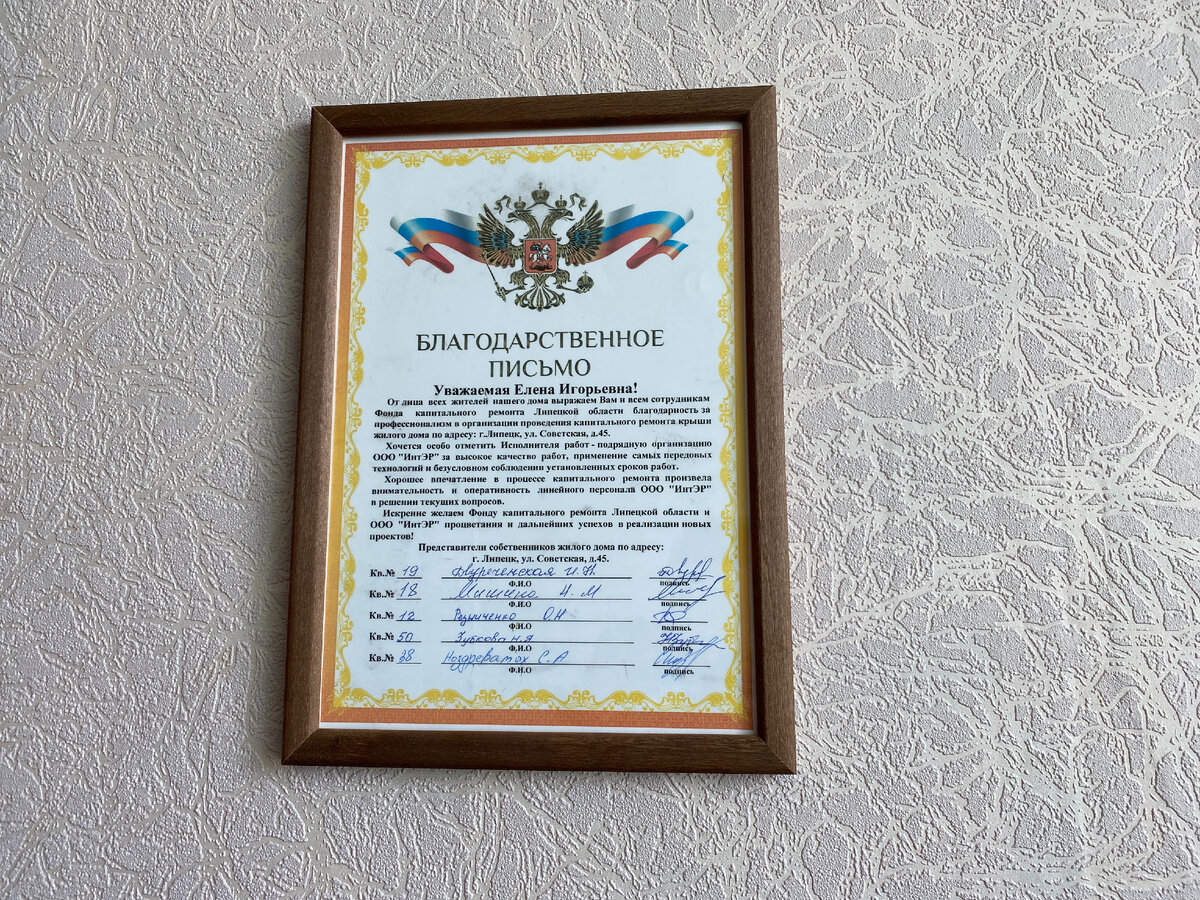 БЛАГОДАРСТВЕННОЕ
ПИСЬМО
Уважаемая Елена Игорьевна!
От лица всех жителей нашего дома выражаем Вам и всем сотрудникам
Фонда капитального ремонта Липецкой области благодарность за
профессионализм в организации проведения капитального ремонта крыши
жилого дома по адресу: г..Липецк, ул. Советская, д.45.
Хочется особо отметить Исполнителя работ - подрядную организацию
ООО "ИнтЭР" за высокое качество работ, применение самых передовых
технологий и безусловном соблюдении установленных сроков работ.
Хорошее впечатление в процессе капитального ремонта произвела
внимательность и оперативность линейного персонала ООО "ИнтЭР"
в решении текущих вопросов.
Искренне желаем Фонду капитального ремонта Липецкой области и
ООО "ИнтЭР" процветания и дальнейших успехов в реализации новых
проектов!
Представители собственников жилого дома по адресу:
г. Липецк, ул. Советская, д.45.
Кв.№ 19 Двуреченская И.Н.
Ф.И.О подпись
Кв.№ 18 Н. М
Ф.И.О подпись
Кв.№ 12 Резниченко О.Н
Ф.И.О подпись
Кв.№ 50 Зубкова Н.Я
Ф.И.О подпись
Кв.№ 38 Ноздреватых С.А
Ф.И.О подпись